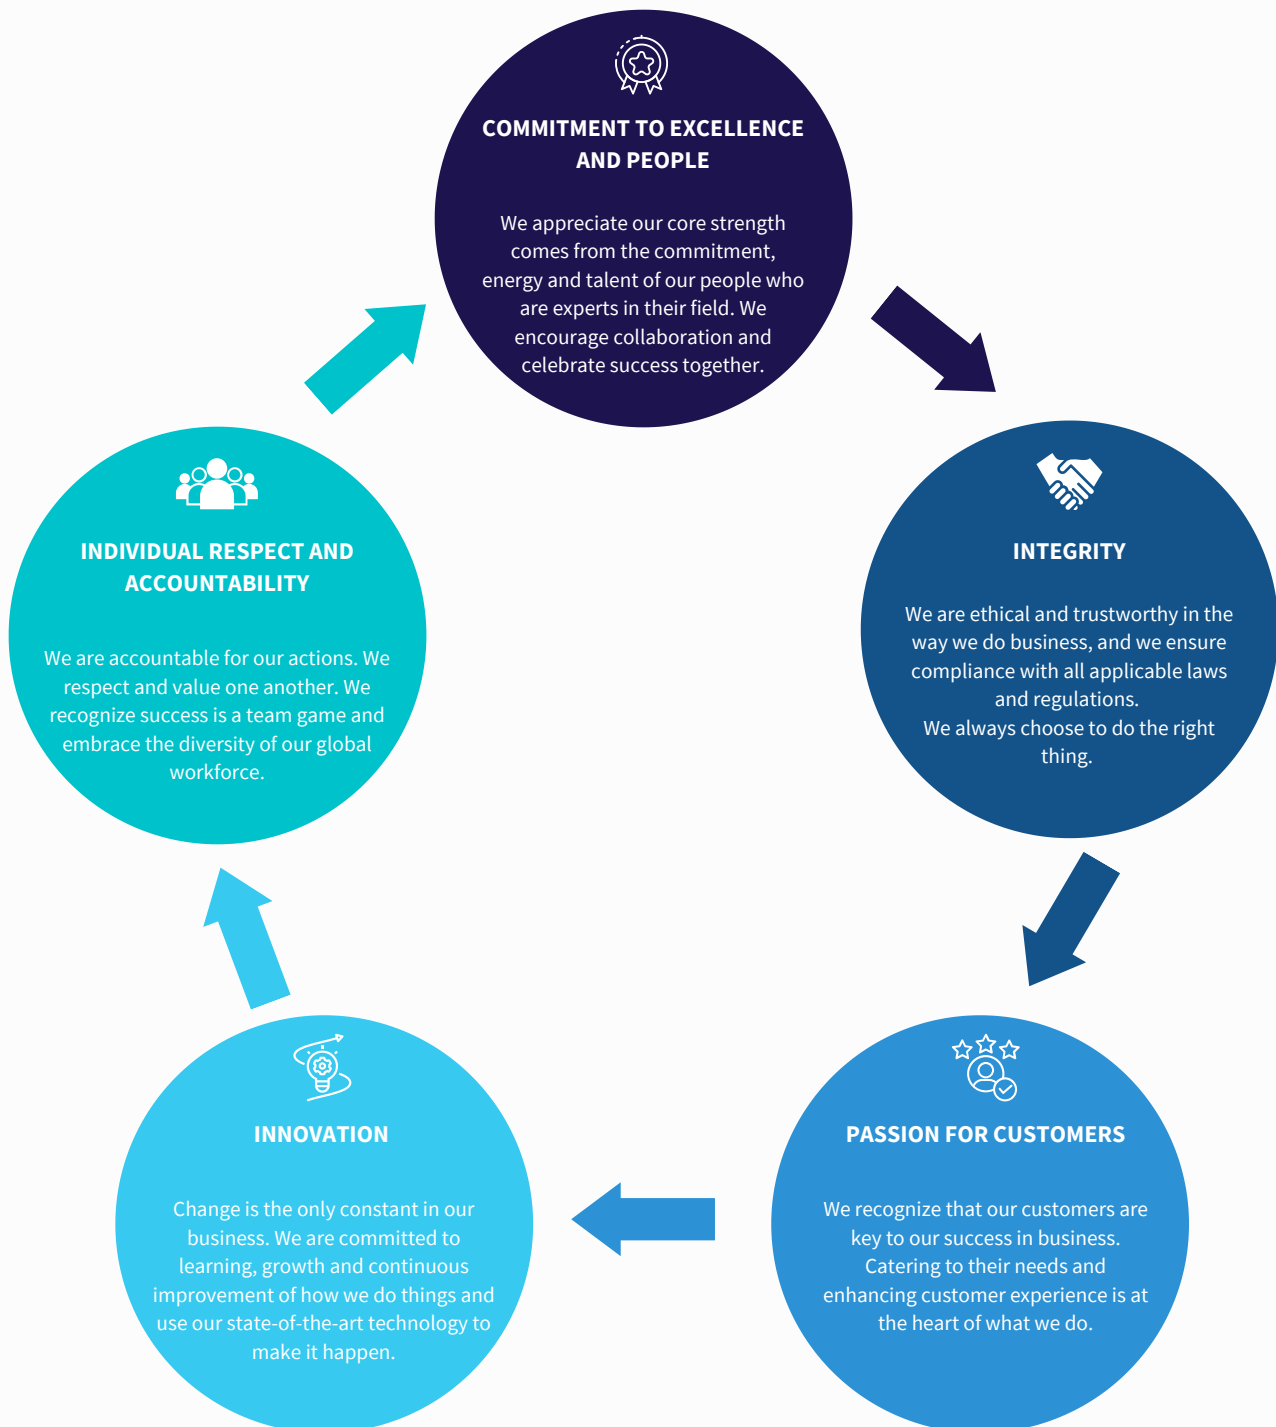 COMMITMENT TO EXCELLENCE
AND PEOPLE
We appreciate our core strength
comes from the commitment,
energy and talent of our people who
are experts in their field. We
encourage collaboration and
celebrate success together.
INTEGRITY
We are ethical and trustworthy in the
way we do business, and we ensure
compliance with all applicable laws
and regulations.
We always choose to do the right
thing.
PASSION FOR CUSTOMERS
We recognize that our customers are
key to our success in business.
Catering to their needs and
enhancing customer experience is at
the heart of what we do.
INNOVATION
Change is the only constant in our
business. We are committed to
learning, growth and continuous
improvement of how we do things and
use our state-of-the-art technology to
make it happen.
INDIVIDUAL RESPECT AND
ACCOUNTABILITY
We are accountable for our actions. We
respect and value one another. We
recognize success is a team game and
embrace the diversity of our global
workforce.